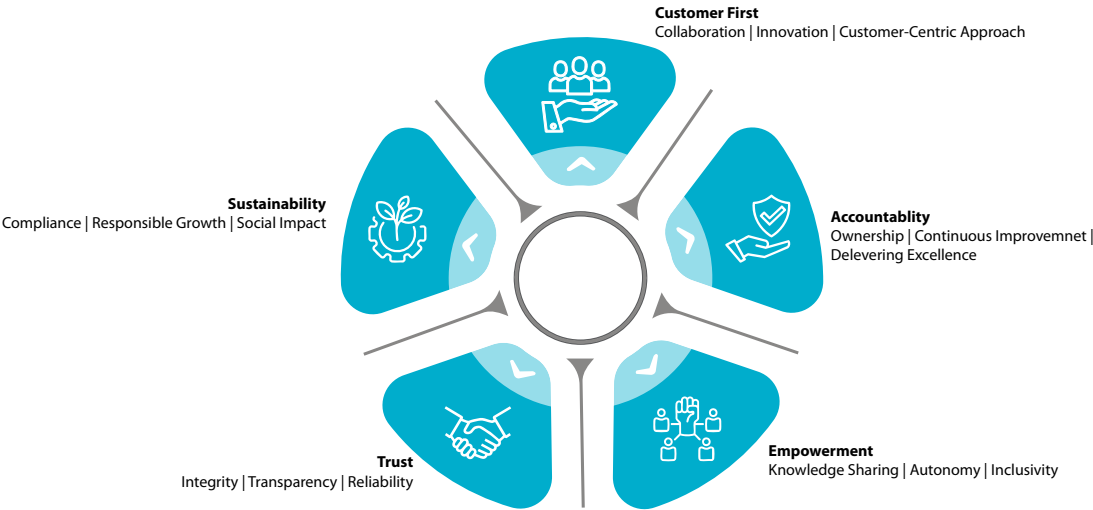 Customer First
Collaboration | Innovation | Customer-Centric Approach
Accountablity
Ownership | Continuous Improvemnet |
Delevering Excellence
Empowerment
Knowledge Sharing | Autonomy | Inclusivity
Trust
Integrity | Transparency | Reliability
Sustainability
Compliance | Responsible Growth | Social Impact